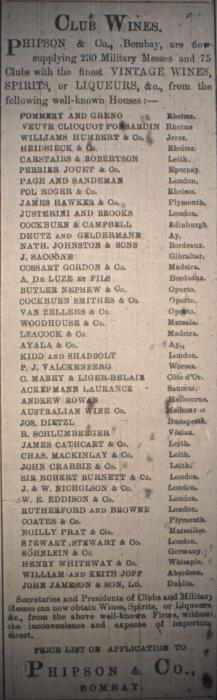 CLUB WINES.
PHIPSON & Co., Bombay, are now
supplying 230 Military Messes and 75
Clubs with the finest VINTAGE WINES,
SPIRITS, or LIQUEURS, &c., from the
following well-known Houses:—
POMMERY AND GRENO Rheims
VEUVE CLICQUOT PONSARDIN Rheims
WILLIAMS HUMBERT & Co. Jeres.
HEIDSIECK & Co. Rheims.
CARSTAIRS & ROBERTSON Leith.
PERRIER JOUET & Co. Epernay.
PAGE AND SANDEMAN London.
POL ROGER & Co. Rheims.
JAMES HAWKER & Co. Plymouth.
JUSTERINI AND BROOKS London.
COCKBURN & CAMPBELL Edinburgh
DEUTZ AND GELDERMANN Ay.
NATH. JOHNSTON & SONS Bordeaux.
J. SACCONE Gibraltar.
COSSART GORDON & Co. Madeira.
A. DE LUZE ET FILS Bordeaux.
BUTLER NEPHEW & Co. Oporto.
COCKBURN SMITHES & Co. Oporto.
VAN ZELLERS & Co. Oporto.
WOODHOUSE & Co. Marsala.
LEACOCK & Co. Madeira.
AYALA & Co. Ay.
KIDD AND SHADBOLT London.
P. J. VALCKENBERG Worms.
C. MAREY & LIGER-BELAIR Côte d'Or.
ACKERMANN LAURANCE Saumur.
ANDREW ROWAN Melbourne.
AUSTRALIAN WINE Co. Melbourne
JOS. DIETZL Budapesth.
R. SCHLUMBERGER Vöslau.
JAMES CATHCART & Co. Leith.
CHAS. MACKINLAY & Co. Leith.
JOHN CRABBIE & Co. Leith.
SIR ROBERT BURNETT & Co. London.
J. & W. NICHOLSON & Co. London.
W. E. EDDISON & Co. London.
RUTHERFORD AND BROWNE London.
COATES & Co. Plymouth.
NOILLY PRAT & Cie. Marseilles.
STEWART STEWART & Co. London.
SÖHNLEIN & Co. Germany.
HENRY WHITEWAY & Co. Whimple.
WILLIAM AND KEITH JOPP Aberdeen.
JOHN JAMESON & SON, LD. Dublin.
Secretaries and Presidents of Clubs and Military
Messes can now obtain Wines, Spirits, or Liqueurs,
&c., from the above well-known Firms, without
the inconvenience and expense of importing
direct.
PRICE LIST ON APPLICATION TO
PHIPSON & Co.,
BOMBAY.